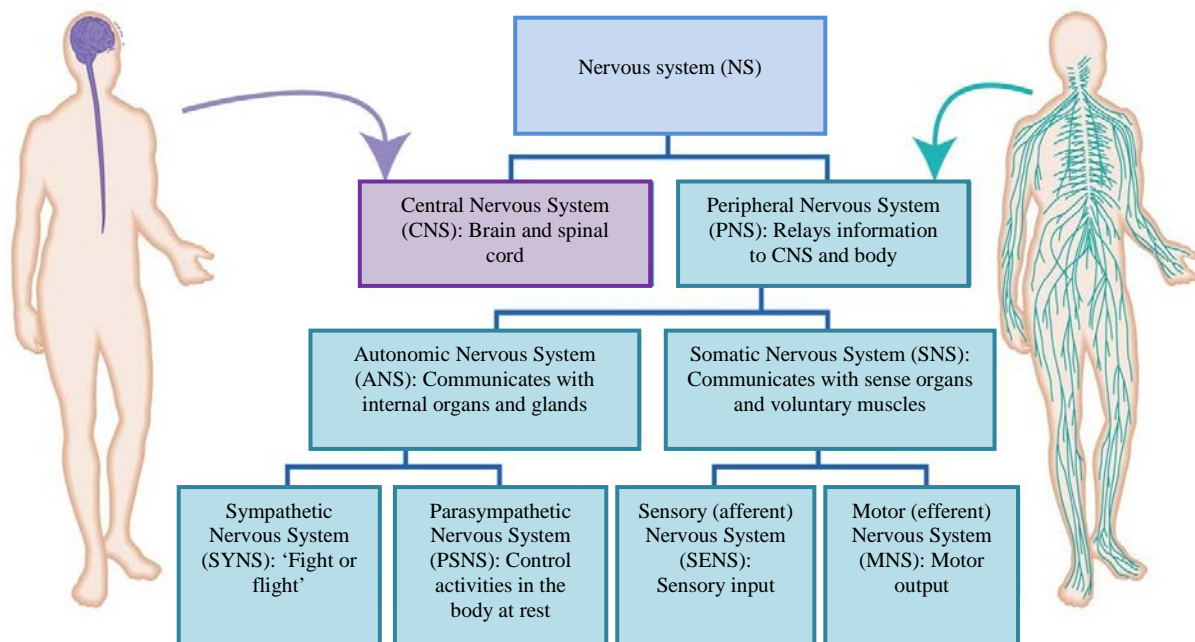 Nervous system (NS)
Central Nervous System
(CNS): Brain and spinal
cord
Peripheral Nervous System
(PNS): Relays information
to CNS and body
Autonomic Nervous System
(ANS): Communicates with
internal organs and glands
Somatic Nervous System (SNS):
Communicates with sense organs
and voluntary muscles
Sympathetic
Nervous System
(SYNS): ‘Fight or
flight’
Parasympathetic
Nervous System
(PSNS): Control
activities in the
body at rest
Sensory (afferent)
Nervous System
(SENS):
Sensory input
Motor (efferent)
Nervous System
(MNS): Motor
output